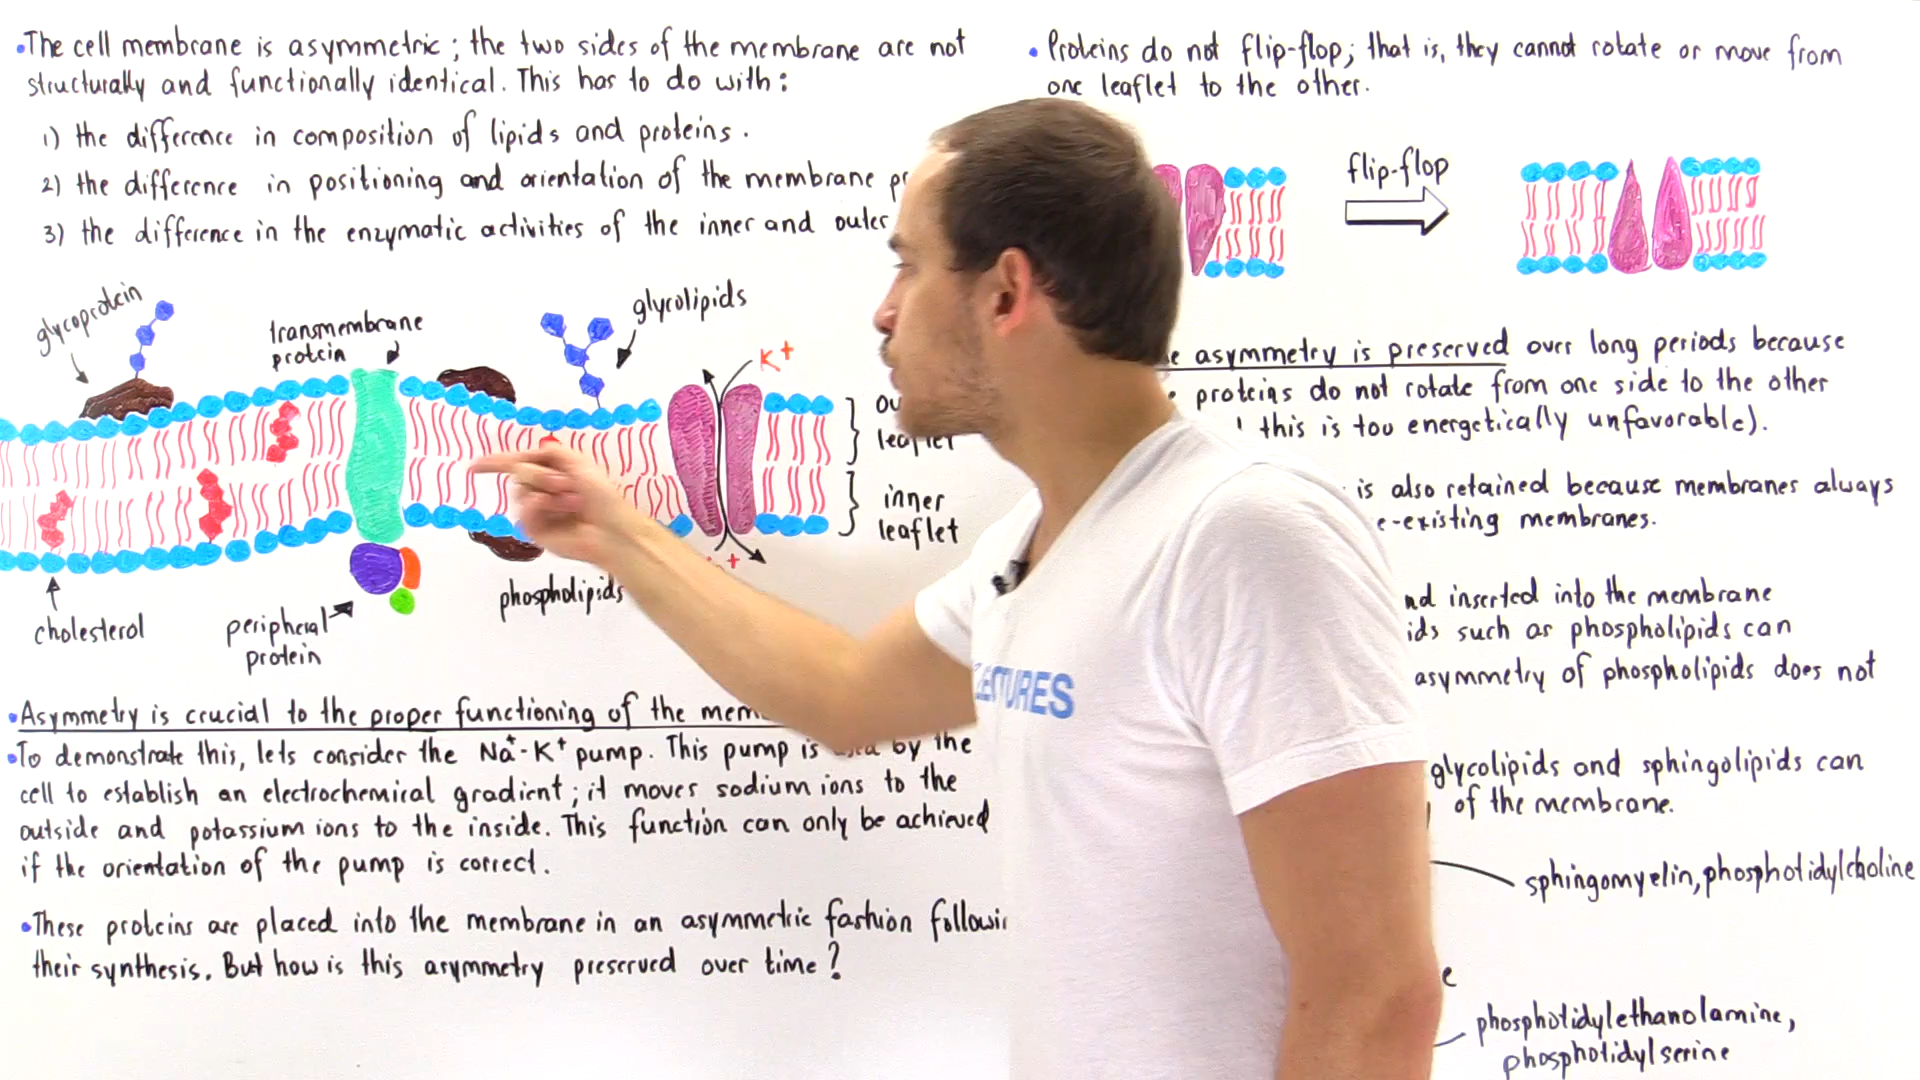 •The cell membrane is asymmetric; the two sides of the membrane are not
structurally and functionally identical. This has to do with:
1) the difference in composition of lipids and proteins.
2) the difference in positioning and orientation of the membrane
3) the difference in the enzymatic activities of the inner and outer
glycoprotein
transmembrane
protein
glycolipids
K+
leaflet
inner
leaflet
cholesterol
peripheral
protein
phospholipids
•Asymmetry is crucial to the proper functioning of the
•To demonstrate this, lets consider the Na+-K+ pump. This pump is used by the
cell to establish an electrochemical gradient; it moves sodium ions to the
outside and potassium ions to the inside. This function can only be achieved
if the orientation of the pump is correct.
•These proteins are placed into the membrane in an asymmetric fashion
their synthesis. But how is this asymmetry preserved over time?
• Proteins do not flip-flop; that is, they cannot rotate or move from
one leaflet to the other.
flip-flop
asymmetry is preserved over long periods because
proteins do not rotate from one side to the other
this is too energetically unfavorable).
is also retained because membranes always
existing membranes.
inserted into the membrane
such as phospholipids can
asymmetry of phospholipids does not
glycolipids and sphingolipids can
of the membrane.
sphingomyelin, phosphotidylcholine
phosphotidylethanolamine,
phosphotidylserine
LECTURES